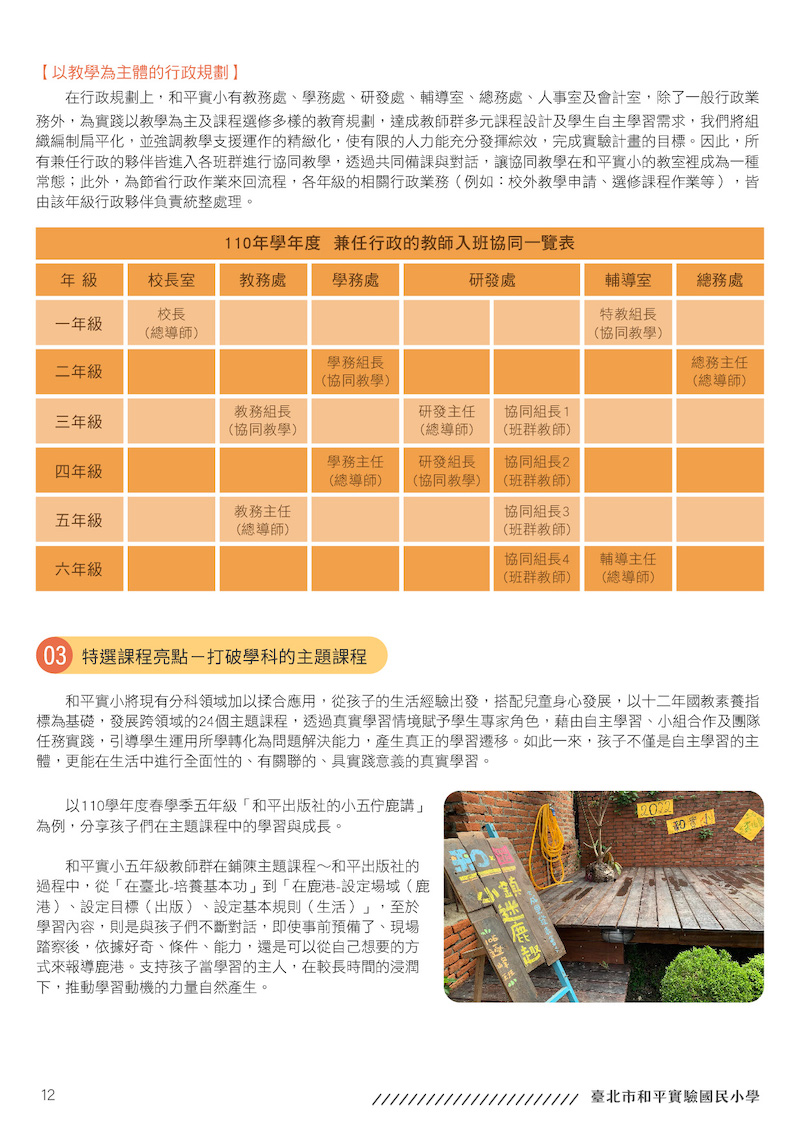 【以教學為主體的行政規劃】
在行政規劃上，和平實小有教務處、學務處、研發處、輔導室、總務處、人事室及會計室，除了一般行政業
務外，為實踐以教學為主及課程選修多樣的教育規劃，達成教師群多元課程設計及學生自主學習需求，我們將組
織編制扁平化，並強調教學支援運作的精緻化，使有限的人力能充分發揮綜效，完成實驗計畫的目標。因此，所
有兼任行政的夥伴皆進入各班群進行協同教學，透過共同備課與對話，讓協同教學在和平實小的教室裡成為一種
常態；此外，為節省行政作業來回流程，各年級的相關行政業務（例如：校外教學申請、選修課程作業等），皆
由該年級行政夥伴負責統整處理。
110年學年度 兼任行政的教師入班協同一覽表
年 級 校長室 教務處 學務處 研發處 輔導室 總務處
一年級 校長 (總導師) 特教組長 (協同教學)
二年級 學務組長 (協同教學) 總務主任 (總導師)
三年級 教務組長 (協同教學) 研發主任 (總導師) 協同組長1 (班群教師)
四年級 學務主任 (總導師) 研發組長 (協同教學) 協同組長2 (班群教師)
五年級 教務主任 (總導師) 協同組長3 (班群教師)
六年級 協同組長4 (班群教師) 輔導主任 (總導師)
03 特選課程亮點－打破學科的主題課程
和平實小將現有分科領域加以揉合應用，從孩子的生活經驗出發，搭配兒童身心發展，以十二年國教素養指
標為基礎，發展跨領域的24個主題課程，透過真實學習情境賦予學生專家角色，藉由自主學習、小組合作及團隊
任務實踐，引導學生運用所學轉化為問題解決能力，產生真正的學習遷移。如此一來，孩子不僅是自主學習的主
體，更能在生活中進行全面性的、有關聯的、具實踐意義的真實學習。
以110學年度春學季五年級「和平出版社的小五佇鹿講」
為例，分享孩子們在主題課程中的學習與成長。
和平實小五年級教師群在鋪陳主題課程～和平出版社的
過程中，從「在臺北-培養基本功」到「在鹿港-設定場域（鹿
港）、設定目標（出版）、設定基本規則（生活）」，至於
學習內容，則是與孩子們不斷對話，即使事前預備了、現場
踏察後，依據好奇、條件、能力，還是可以從自己想要的方
式來報導鹿港。支持孩子當學習的主人，在較長時間的浸潤
下，推動學習動機的力量自然產生。
2022
和實小
小鎮
迷鹿
趣
12
臺北市和平實驗國民小學